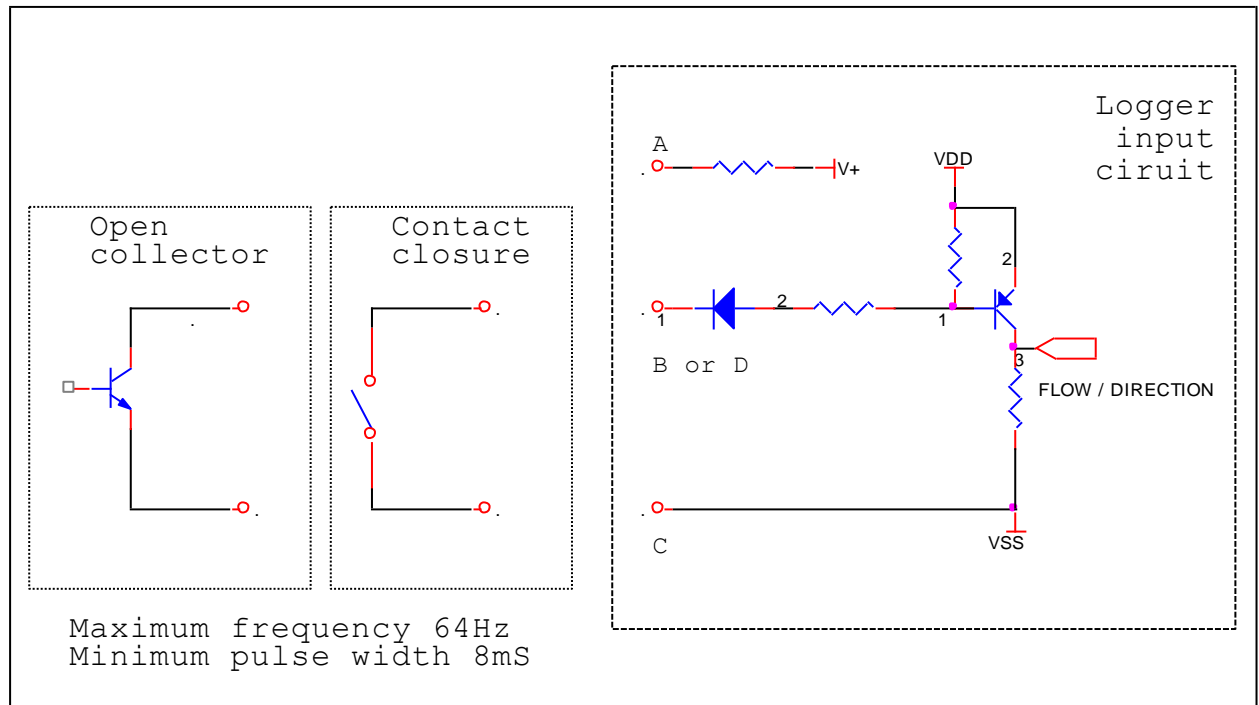 Open
collector
Contact
closure
Maximum frequency 64Hz
Minimum pulse width 8mS
Logger
input
ciruit
A
V+
VDD
2
1
2
1
B or D
3
FLOW / DIRECTION
C
VSS